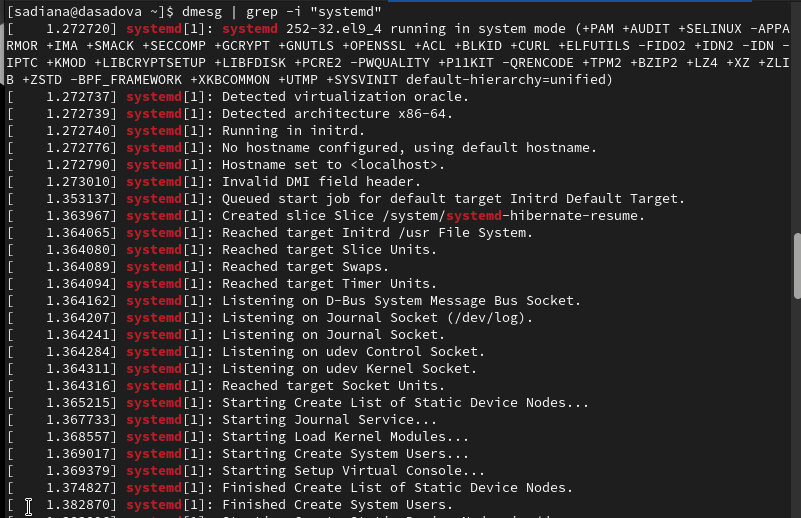 [sadiana@dasadova ~]$ dmesg | grep -i "systemd"
[    1.272720] systemd[1]: systemd 252-32.el9_4 running in system mode (+PAM +AUDIT +SELINUX -APPA
RMOR +IMA +SMACK +SECCOMP +GCRYPT +GNUTLS +OPENSSL +ACL +BLKID +CURL +ELFUTILS -FIDO2 +IDN2 -IDN -
IPTC +KMOD +LIBCRYPTSETUP +LIBFDISK +PCRE2 -PWQUALITY +P11KIT -QRENCODE +TPM2 +BZIP2 +LZ4 +XZ +ZLI
B +ZSTD -BPF_FRAMEWORK +XKBCOMMON +UTMP +SYSVINIT default-hierarchy=unified)
[    1.272737] systemd[1]: Detected virtualization oracle.
[    1.272739] systemd[1]: Detected architecture x86-64.
[    1.272740] systemd[1]: Running in initrd.
[    1.272776] systemd[1]: No hostname configured, using default hostname.
[    1.272790] systemd[1]: Hostname set to <localhost>.
[    1.273010] systemd[1]: Invalid DMI field header.
[    1.353137] systemd[1]: Queued start job for default target Initrd Default Target.
[    1.363967] systemd[1]: Created slice Slice /system/systemd-hibernate-resume.
[    1.364065] systemd[1]: Reached target Initrd /usr File System.
[    1.364080] systemd[1]: Reached target Slice Units.
[    1.364089] systemd[1]: Reached target Swaps.
[    1.364094] systemd[1]: Reached target Timer Units.
[    1.364162] systemd[1]: Listening on D-Bus System Message Bus Socket.
[    1.364207] systemd[1]: Listening on Journal Socket (/dev/log).
[    1.364241] systemd[1]: Listening on Journal Socket.
[    1.364284] systemd[1]: Listening on udev Control Socket.
[    1.364311] systemd[1]: Listening on udev Kernel Socket.
[    1.364316] systemd[1]: Reached target Socket Units.
[    1.365215] systemd[1]: Starting Create List of Static Device Nodes...
[    1.367733] systemd[1]: Starting Journal Service...
[    1.368557] systemd[1]: Starting Load Kernel Modules...
[    1.369017] systemd[1]: Starting Create System Users...
[    1.369379] systemd[1]: Starting Setup Virtual Console...
[    1.374827] systemd[1]: Finished Create List of Static Device Nodes.
[    1.382870] systemd[1]: Finished Create System Users.